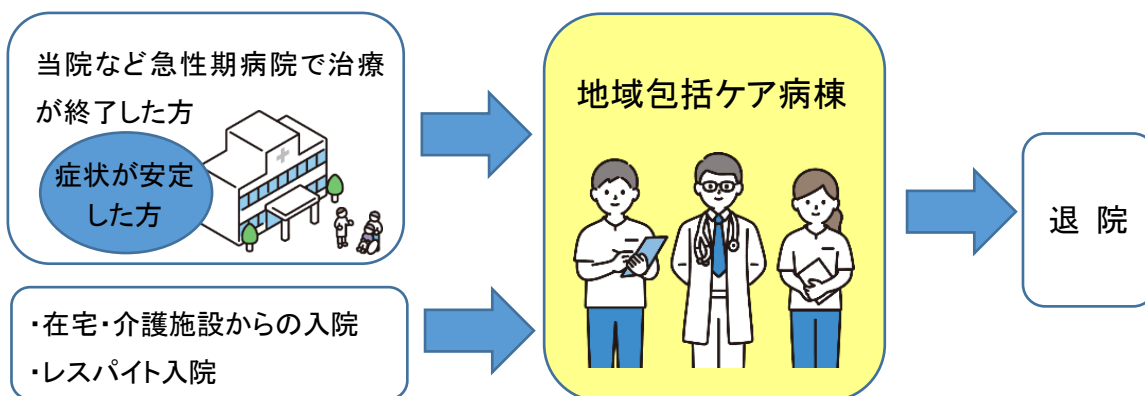 当院など急性期病院で治療
が終了した方
症状が安定
した方
・在宅・介護施設からの入院
・レスパイト入院
地域包括ケア病棟
退 院